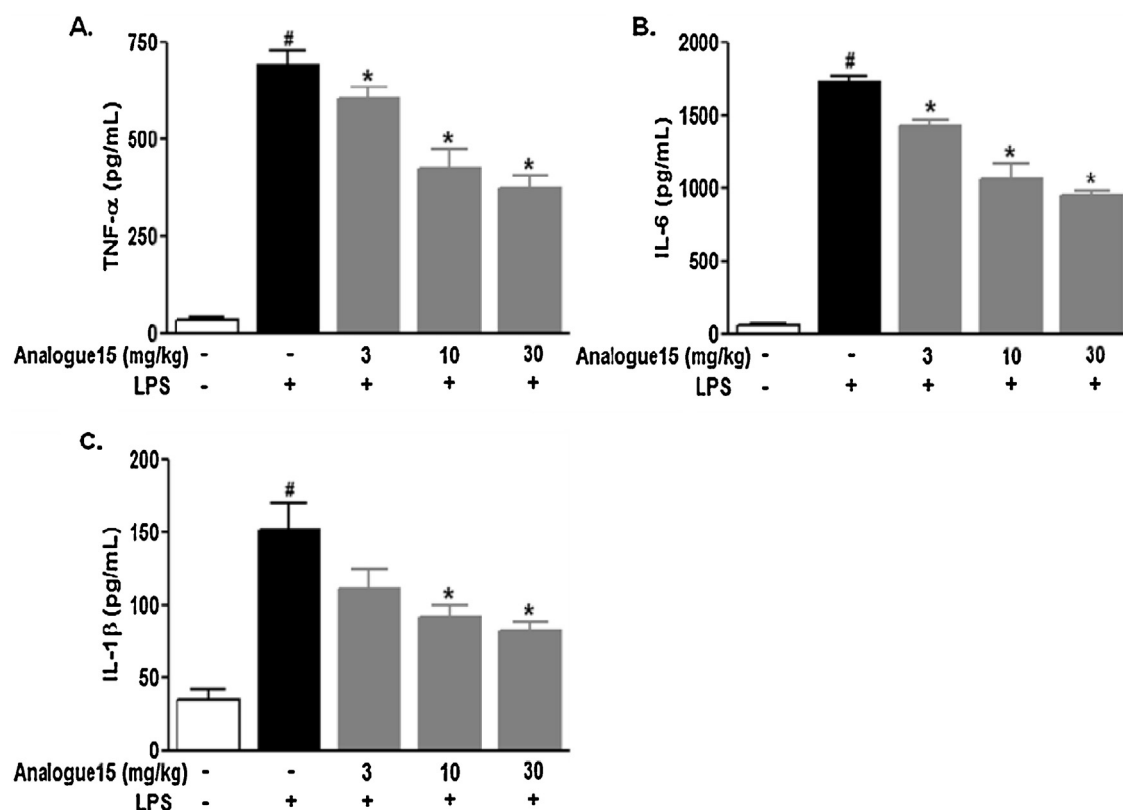 A.
TNF-α (pg/mL)
750
500
250
0
#
*
*
*
Analogue15 (mg/kg) - - 3 10 30
LPS - + + + +
B.
IL-6 (pg/mL)
2000
1500
1000
500
0
#
*
*
*
Analogue15 (mg/kg) - - 3 10 30
LPS - + + + +
C.
IL-1β (pg/mL)
200
150
100
50
0
#
*
*
Analogue15 (mg/kg) - - 3 10 30
LPS - + + + +